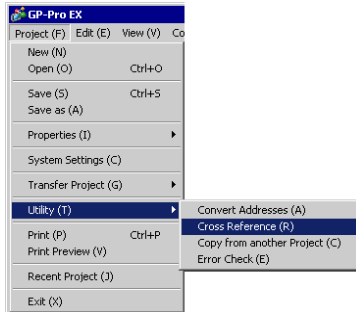 GP-Pro EX
Project (F) Edit (E) View (V) Co
New (N)
Open (O) Ctrl+O
Save (S) Ctrl+S
Save as (A)
Properties (I)
System Settings (C)
Transfer Project (G)
Utility (T)
Convert Addresses (A)
Cross Reference (R)
Copy from another Project (C)
Error Check (E)
Print (P) Ctrl+P
Print Preview (V)
Recent Project (J)
Exit (X)